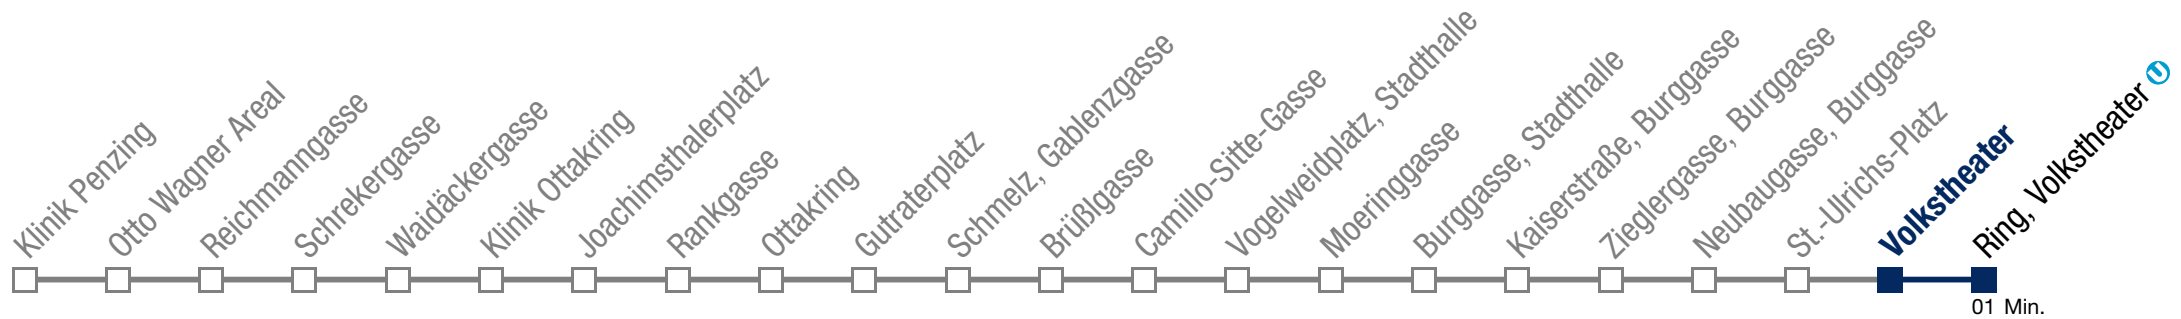 Klinik Penzing
Otto Wagner Areal
Reichmanngasse
Schrekergasse
Waidäckergasse
Klinik Ottakring
Joachimsthalerplatz
Rankgasse
Ottakring
Gutraterplatz
Schmelz, Gablenzgasse
Brüßlgasse
Camillo-Sitte-Gasse
Vogelweidplatz, Stadthalle
Moeringgasse
Burggasse, Stadthalle
Kaiserstraße, Burggasse
Zieglergasse, Burggasse
Neubaugasse, Burggasse
St.-Ulrichs-Platz
Volkstheater
Ring, Volkstheater U
01 Min.